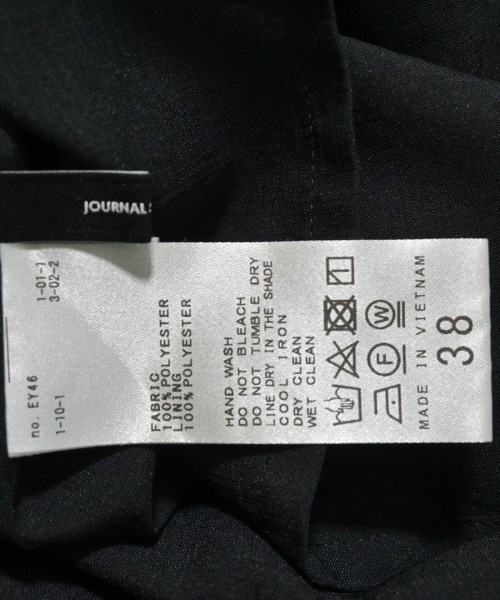 JOURNAL
no. EY46
1-10-1
1-01-1
3-02-2
FABRIC
100%POLYESTER
LINING
100%POLYESTER
HAND WASH
DO NOT BLEACH
DO NOT TUMBLE DRY
LINE DRY IN THE SHADE
COOL IRON
DRY CLEAN
WET CLEAN
F W
MADE IN VIETNAM
38